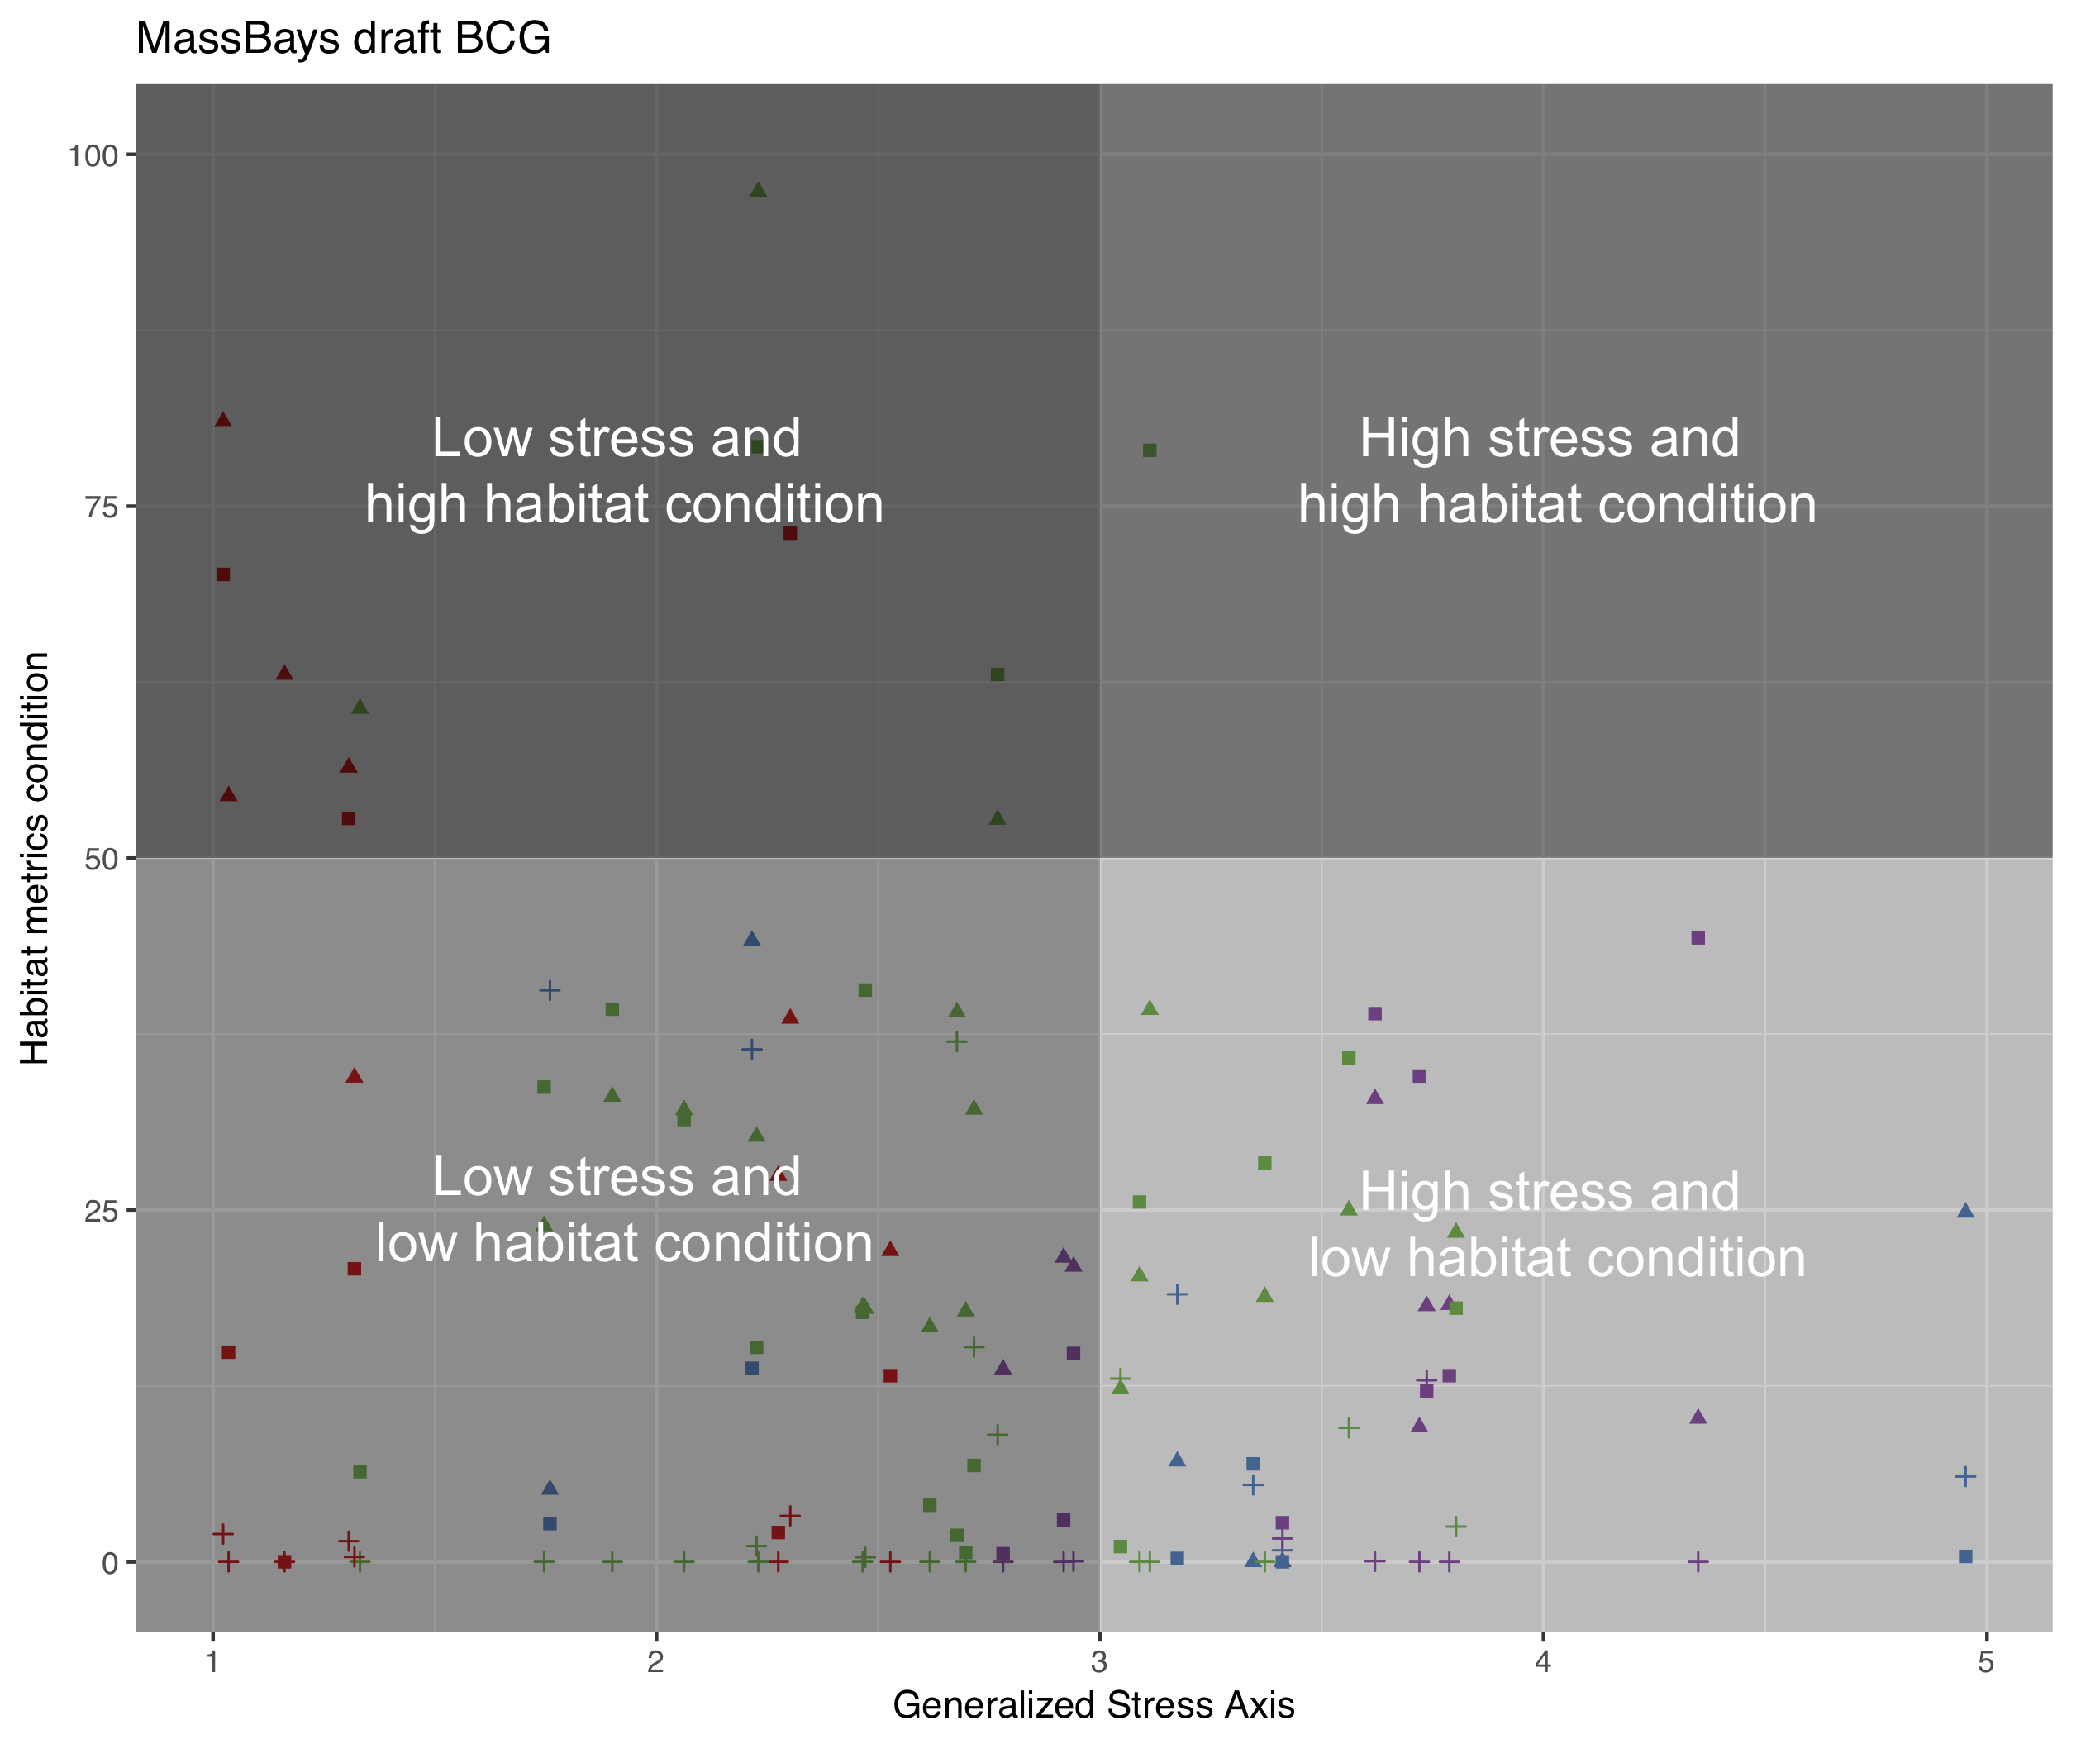 MassBays draft BCG
Habitat metrics condition
100
75
50
25
0
Low stress and
high habitat condition
High stress and
high habitat condition
Low stress and
low habitat condition
High stress and
low habitat condition
1
2
3
4
5
Generalized Stress Axis